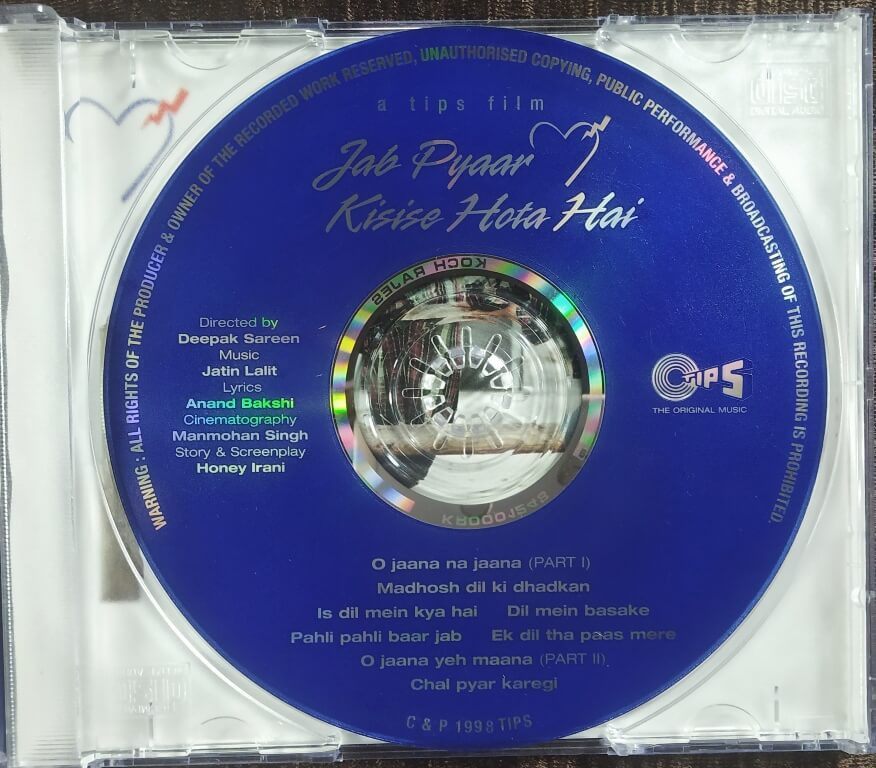 WARNING : ALL RIGHTS OF THE PRODUCER & OWNER OF THE RECORDED WORK RESERVED, UNAUTHORISED COPYING, PUBLIC PERFORMANCE & BROADCASTING OF THIS RECORDING IS PROHIBITED.
a tips film
Jab Pyaar
Kisise Hota Hai
Directed by
Deepak Sareen
Music
Jatin Lalit
Lyrics
Anand Bakshi
Cinematography
Manmohan Singh
Story & Screenplay
Honey Irani
TIPS
THE ORIGINAL MUSIC
O jaana na jaana (PART I)
Madhosh dil ki dhadkan
Is dil mein kya hai Dil mein basake
Pahli pahli baar jab Ek dil tha paas mere
O jaana yeh maana (PART II)
Chal pyar karegi
C & P 1998 TIPS